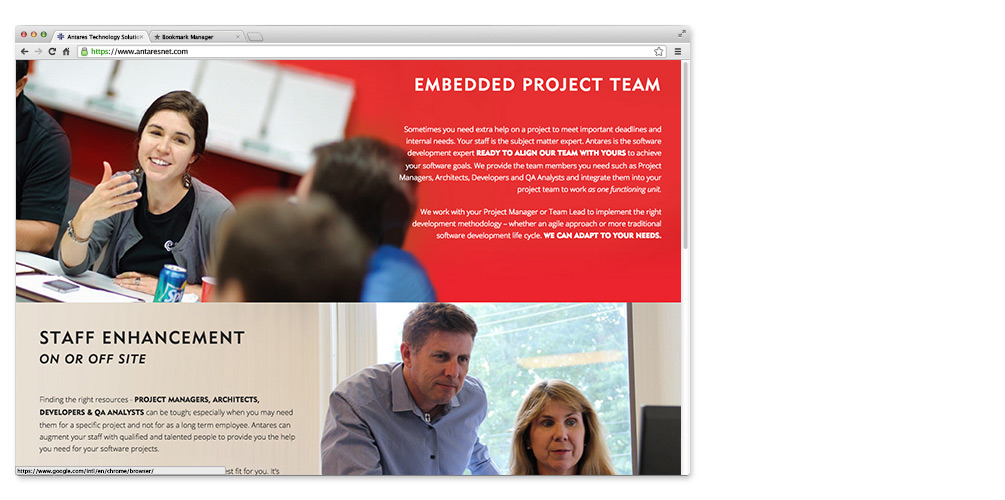 Antares Technology Solutio
Bookmark Manager
https://www.antaresnet.com
EMBEDDED PROJECT TEAM
Sometimes you need extra help on a project to meet important deadlines and
internal needs. Your staff is the subject matter expert. Antares is the software
development expert READY TO ALIGN OUR TEAM WITH YOURS to achieve
your software goals. We provide the team members you need such as Project
Managers, Architects, Developers and QA Analysts and integrate them into your
project team to work as one functioning unit.
We work with your Project Manager or Team Lead to implement the right
development methodology – whether an agile approach or more traditional
software development life cycle. WE CAN ADAPT TO YOUR NEEDS.
STAFF ENHANCEMENT
ON OR OFF SITE
Finding the right resources - PROJECT MANAGERS, ARCHITECTS,
DEVELOPERS & QA ANALYSTS can be tough; especially when you may need
them for a specific project and not for as a long term employee. Antares can
augment your staff with qualified and talented people to provide you the help
you need for your software projects.
est fit for you. It's
https://www.google.com/intl/en/chrome/browser/